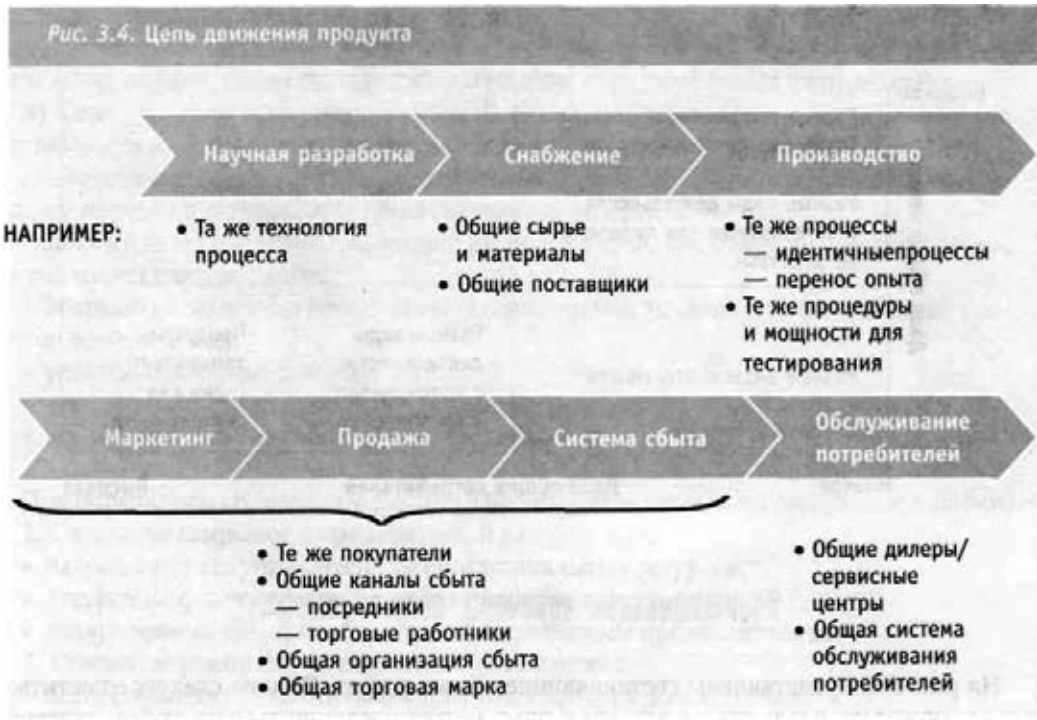 Рис. 3.4. Цепь движения продукта
Научная разработка
Снабжение
Производство
НАПРИМЕР:
• Та же технология
процесса
• Общие сырье
и материалы
• Общие поставщики
• Те же процессы
— идентичныепроцессы
— перенос опыта
• Те же процедуры
и мощности для
тестирования
Маркетинг
Продажа
Система сбыта
Обслуживание
потребителей
• Те же покупатели
• Общие каналы сбыта
— посредники
— торговые работники
• Общая организация сбыта
• Общая торговая марка
• Общие дилеры/
сервисные
центры
• Общая система
обслуживания
потребителей